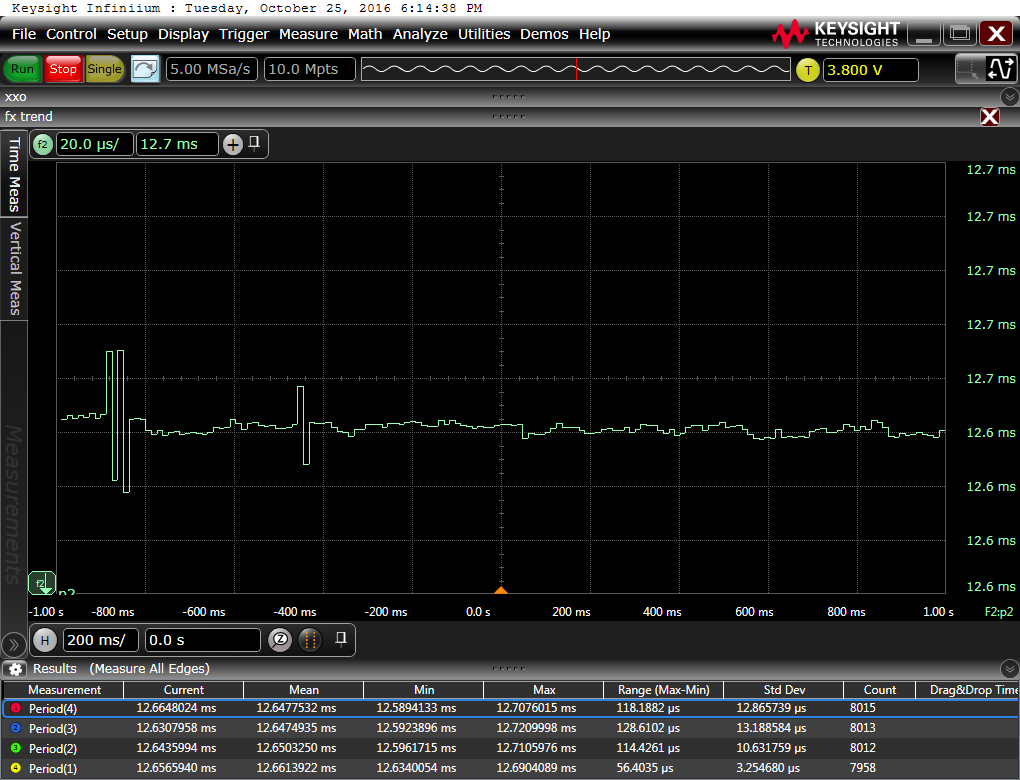 Keysight Infiniium : Tuesday, October 25, 2016 6:14:38 PM
File Control Setup Display Trigger Measure Math Analyze Utilities Demos Help
KEYSIGHT
TECHNOLOGIES
Run Stop Single 5.00 MSa/s 10.0 Mpts T 3.800 V
xxo
fx trend
f2 20.0 µs/ 12.7 ms +
Time Meas
Vertical Meas
Measurements
12.7 ms
12.7 ms
12.7 ms
12.7 ms
12.7 ms
12.6 ms
12.6 ms
12.6 ms
12.6 ms
f2 p2
-1.00 s -800 ms -600 ms -400 ms -200 ms 0.0 s 200 ms 400 ms 600 ms 800 ms 1.00 s F2:p2
H 200 ms/ 0.0 s
Results (Measure All Edges)
Measurement Current Mean Min Max Range (Max-Min) Std Dev Count Drag&Drop Time
1 Period(4) 12.6648024 ms 12.6477532 ms 12.5894133 ms 12.7076015 ms 118.1882 µs 12.865739 µs 8015
2 Period(3) 12.6307958 ms 12.6474935 ms 12.5923896 ms 12.7209998 ms 128.6102 µs 13.188584 µs 8013
3 Period(2) 12.6435994 ms 12.6503250 ms 12.5961715 ms 12.7105976 ms 114.4261 µs 10.631759 µs 8012
4 Period(1) 12.6565940 ms 12.6613922 ms 12.6340054 ms 12.6904089 ms 56.4035 µs 3.254680 µs 7958